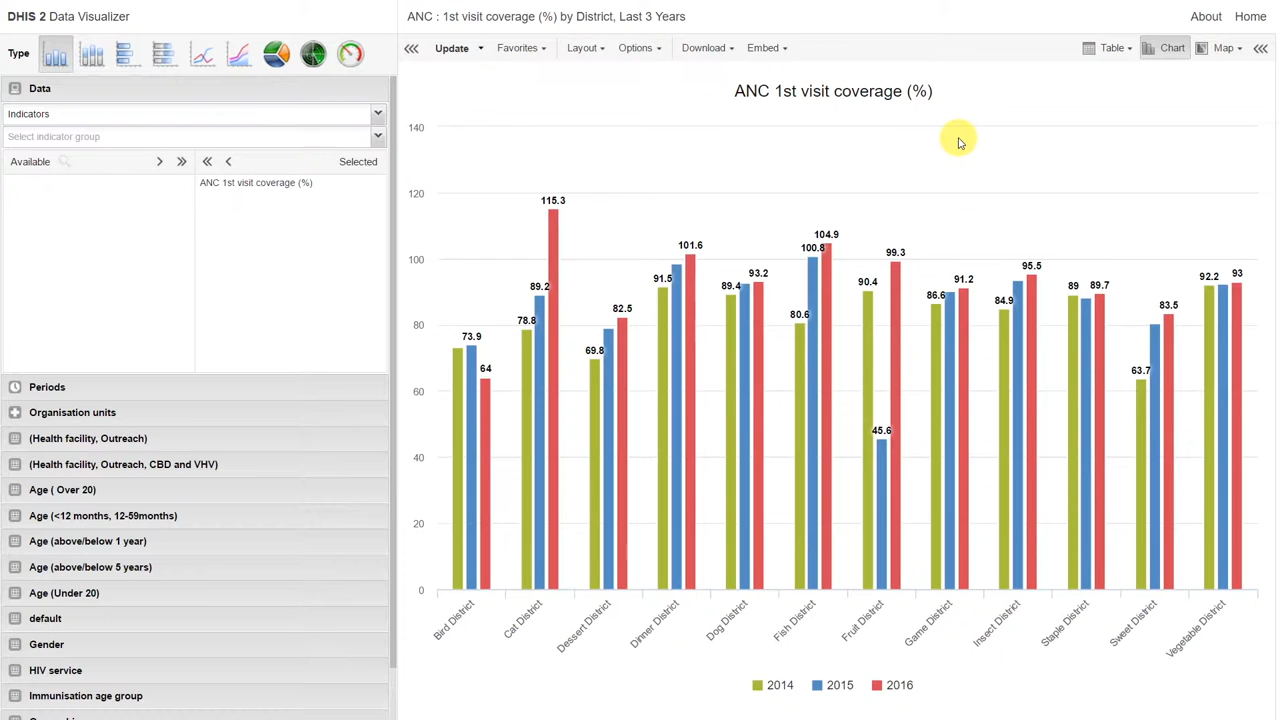 DHIS 2 Data Visualizer
ANC : 1st visit coverage (%) by District, Last 3 Years
About
Home
Type
Update
Favorites
Layout
Options
Download
Embed
Table
Chart
Map
Data
Indicators
Select indicator group
Available
Selected
ANC 1st visit coverage (%)
Periods
Organisation units
(Health facility, Outreach)
(Health facility, Outreach, CBD and VHV)
Age ( Over 20)
Age (<12 months, 12-59months)
Age (above/below 1 year)
Age (above/below 5 years)
Age (Under 20)
default
Gender
HIV service
Immunisation age group
ANC 1st visit coverage (%)
140
120
100
80
60
40
20
0
73.9
64
78.8
89.2
115.3
69.8
82.5
91.5
101.6
89.4
93.2
80.6
100.8
104.9
90.4
45.6
99.3
86.6
91.2
84.9
95.5
89
89.7
63.7
83.5
92.2
93
Bird District
Cat District
Dessert District
Dinner District
Dog District
Fish District
Fruit District
Game District
Insect District
Staple District
Sweet District
Vegetable District
2014
2015
2016